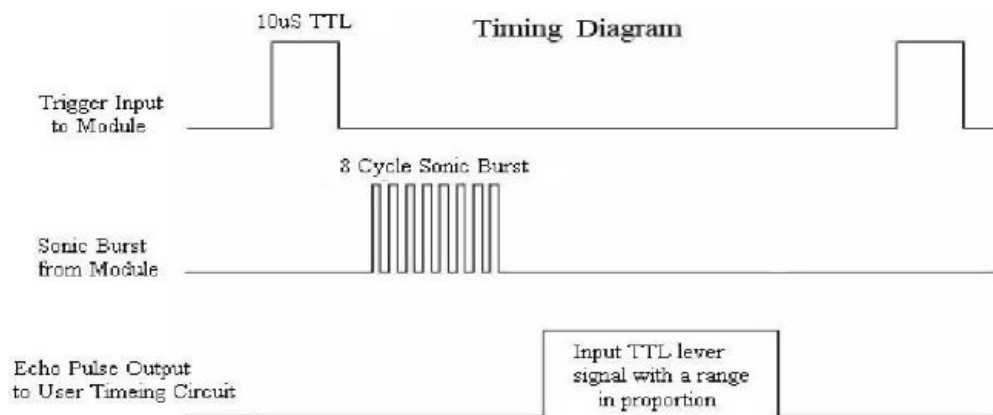 10uS TTL
Timing Diagram
Trigger Input
to Module
8 Cycle Sonic Burst
Sonic Burst
from Module
Echo Pulse Output
to User Timeing Circuit
Input TTL lever
signal with a range
in proportion